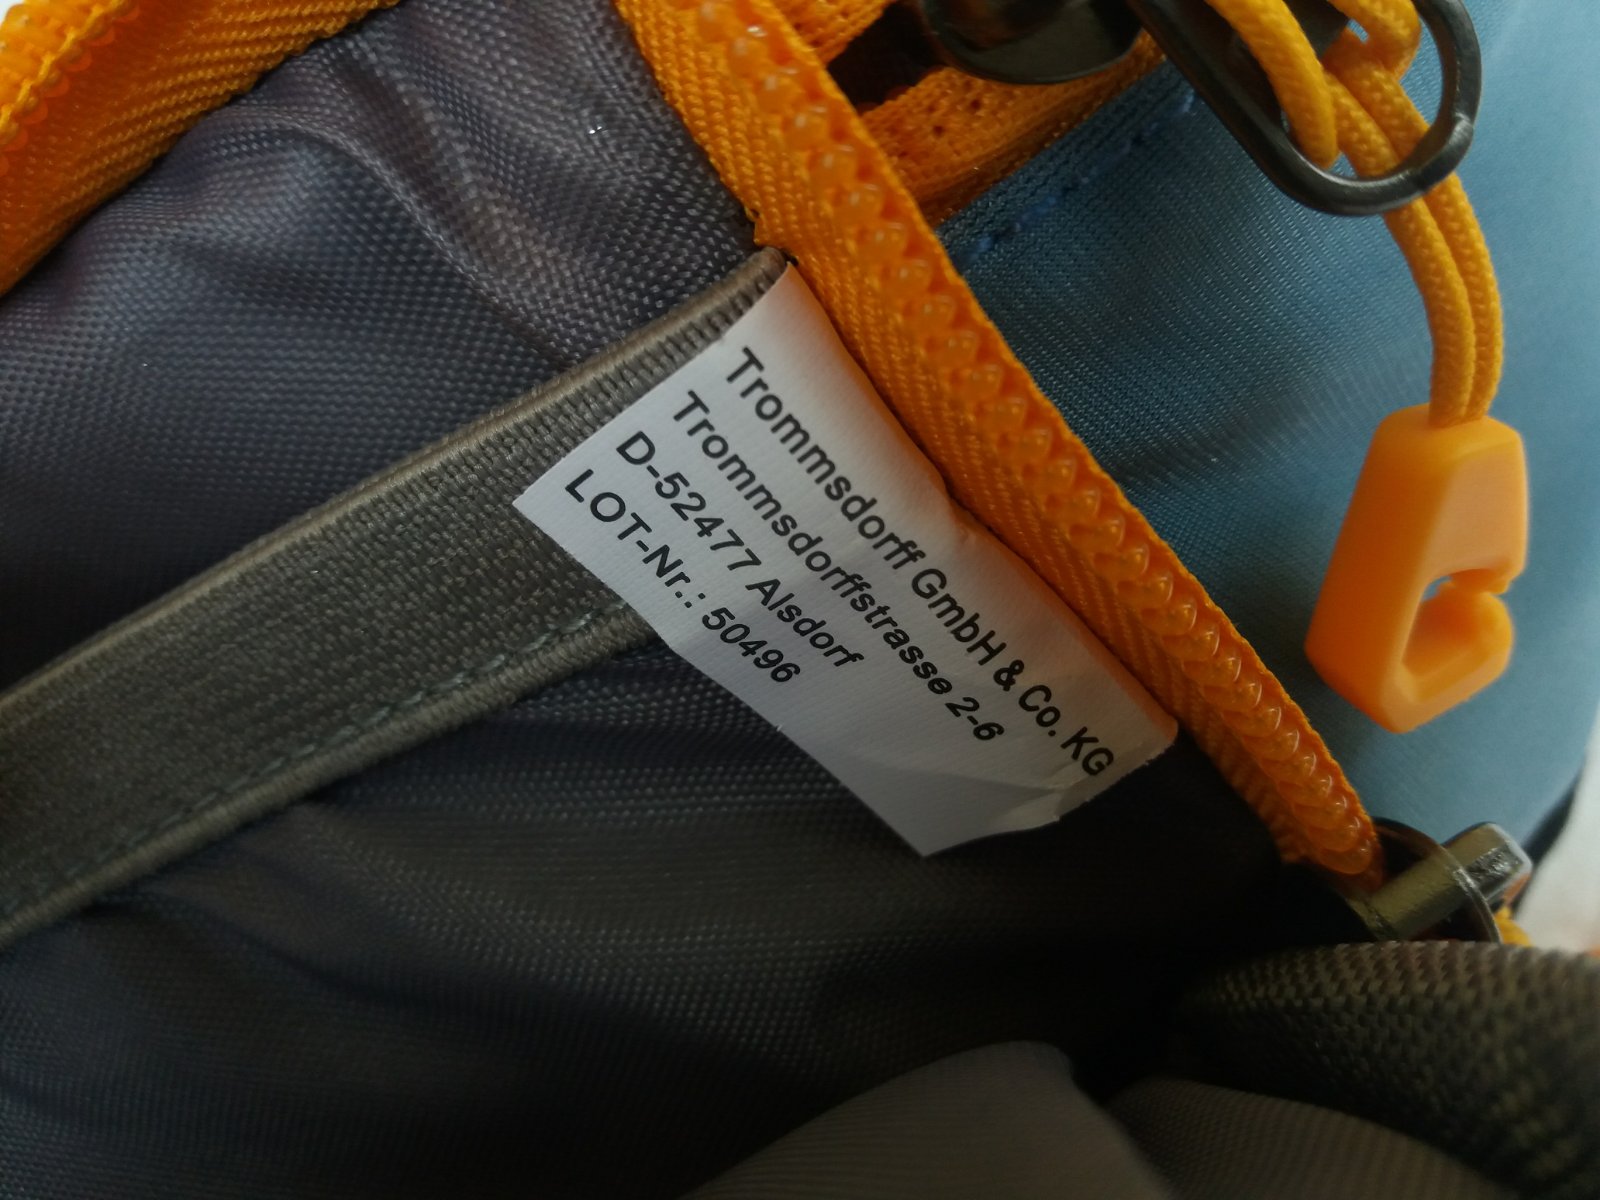 Trommsdorff GmbH & Co. KG
Trommsdorffstrasse 2-6
D-52477 Alsdorf
LOT-Nr.: 50496